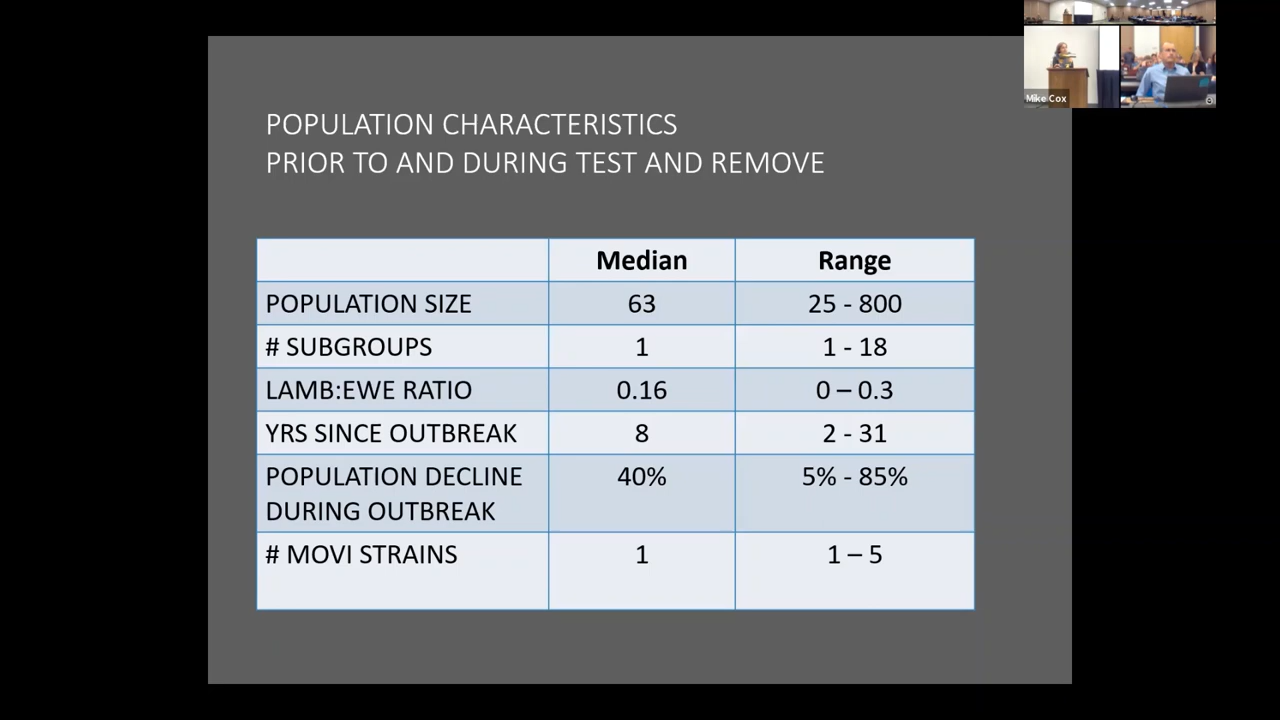 Mike Cox
POPULATION CHARACTERISTICS
PRIOR TO AND DURING TEST AND REMOVE
Median Range
POPULATION SIZE 63 25 - 800
# SUBGROUPS 1 1 - 18
LAMB:EWE RATIO 0.16 0 – 0.3
YRS SINCE OUTBREAK 8 2 - 31
POPULATION DECLINE 40% 5% - 85%
DURING OUTBREAK
# MOVI STRAINS 1 1 – 5